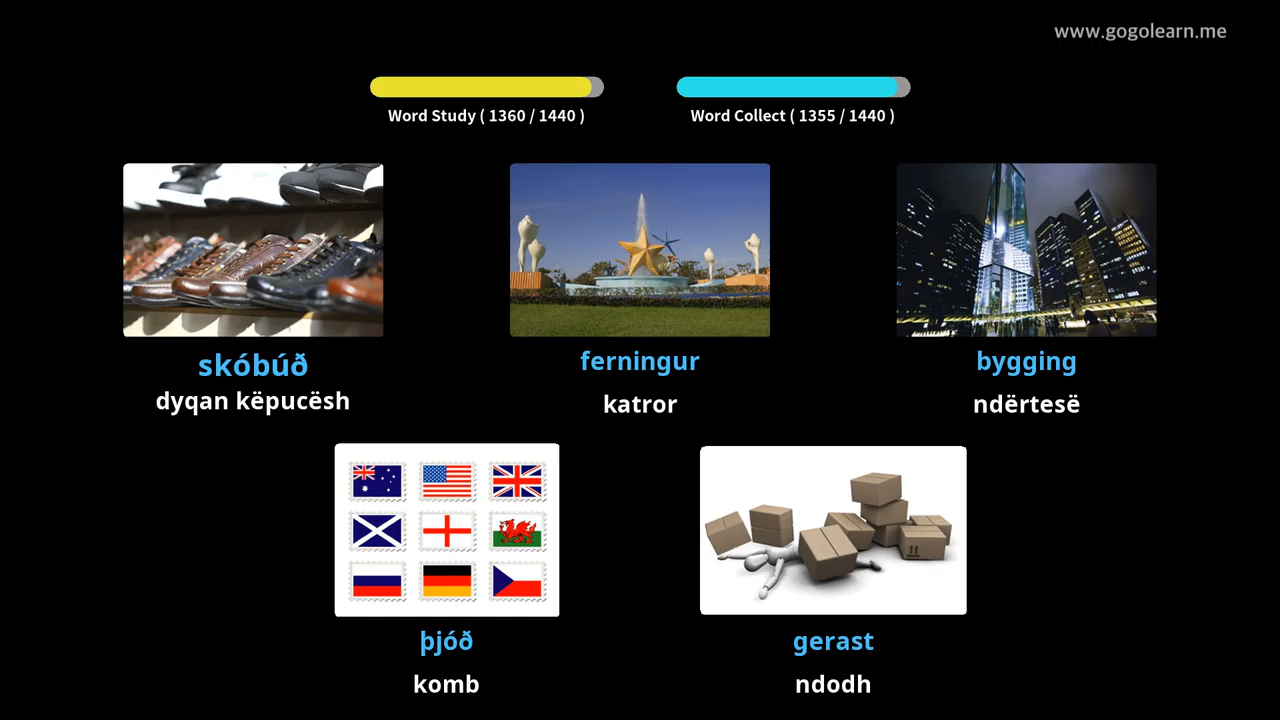 www.gogolearn.me
Word Study ( 1360 / 1440 )
Word Collect ( 1355 / 1440 )
skóbúð
dyqan këpucësh
ferningur
katror
bygging
ndërtesë
þjóð
komb
gerast
ndodh